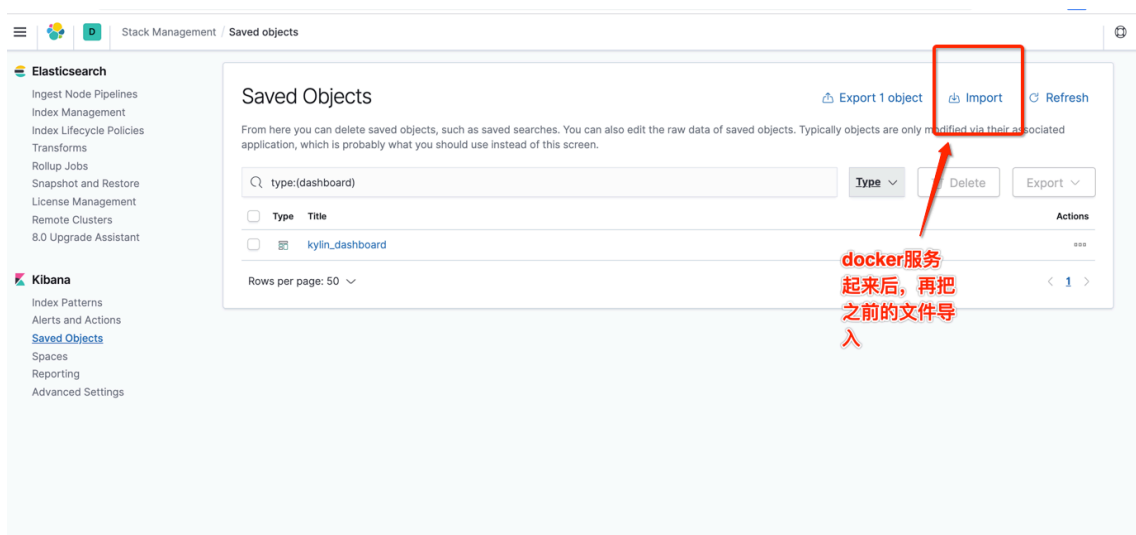 D Stack Management / Saved objects
Elasticsearch
Ingest Node Pipelines
Index Management
Index Lifecycle Policies
Transforms
Rollup Jobs
Snapshot and Restore
License Management
Remote Clusters
8.0 Upgrade Assistant
Kibana
Index Patterns
Alerts and Actions
Saved Objects
Spaces
Reporting
Advanced Settings
Saved Objects
Export 1 object Import Refresh
From here you can delete saved objects, such as saved searches. You can also edit the raw data of saved objects. Typically objects are only modified via their associated
application, which is probably what you should use instead of this screen.
type:(dashboard) Type Delete Export
Type Title Actions
kylin_dashboard
Rows per page: 50 < 1 >
docker服务
起来后，再把
之前的文件导
入